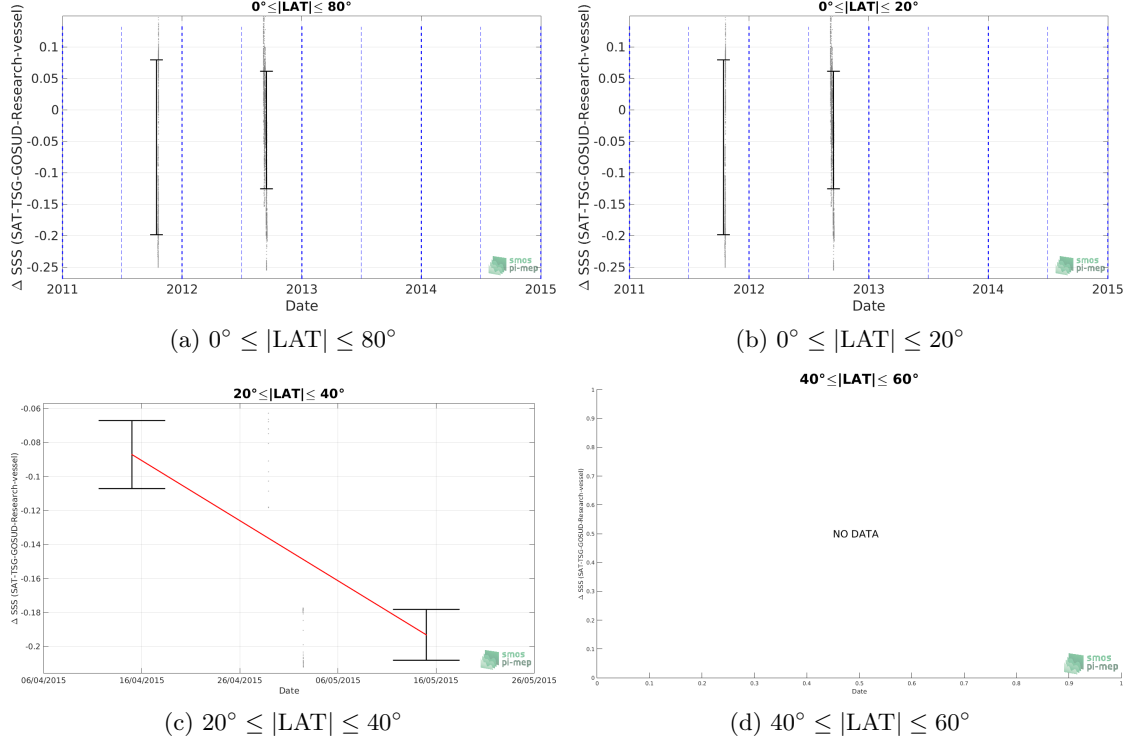 0°≤|LAT|≤ 80°
Δ SSS (SAT-TSG-GOSUD-Research-vessel)
0.1
0.05
0
-0.05
-0.1
-0.15
-0.2
-0.25
2011 2012 2013 2014 2015
Date
smos
pi-mep
(a) 0° ≤ |LAT| ≤ 80°
0°≤|LAT|≤ 20°
Δ SSS (SAT-TSG-GOSUD-Research-vessel)
0.1
0.05
0
-0.05
-0.1
-0.15
-0.2
-0.25
2011 2012 2013 2014 2015
Date
smos
pi-mep
(b) 0° ≤ |LAT| ≤ 20°
20°≤|LAT|≤ 40°
Δ SSS (SAT-TSG-GOSUD-Research-vessel)
-0.06
-0.08
-0.1
-0.12
-0.14
-0.16
-0.18
-0.2
06/04/2015 16/04/2015 26/04/2015 06/05/2015 16/05/2015 26/05/2015
Date
smos
pi-mep
(c) 20° ≤ |LAT| ≤ 40°
40°≤|LAT|≤ 60°
Δ SSS (SAT-TSG-GOSUD-Research-vessel)
1
0.9
0.8
0.7
0.6
0.5
0.4
0.3
0.2
0.1
0
NO DATA
0 0.1 0.2 0.3 0.4 0.5 0.6 0.7 0.8 0.9 1
Date
smos
pi-mep
(d) 40° ≤ |LAT| ≤ 60°